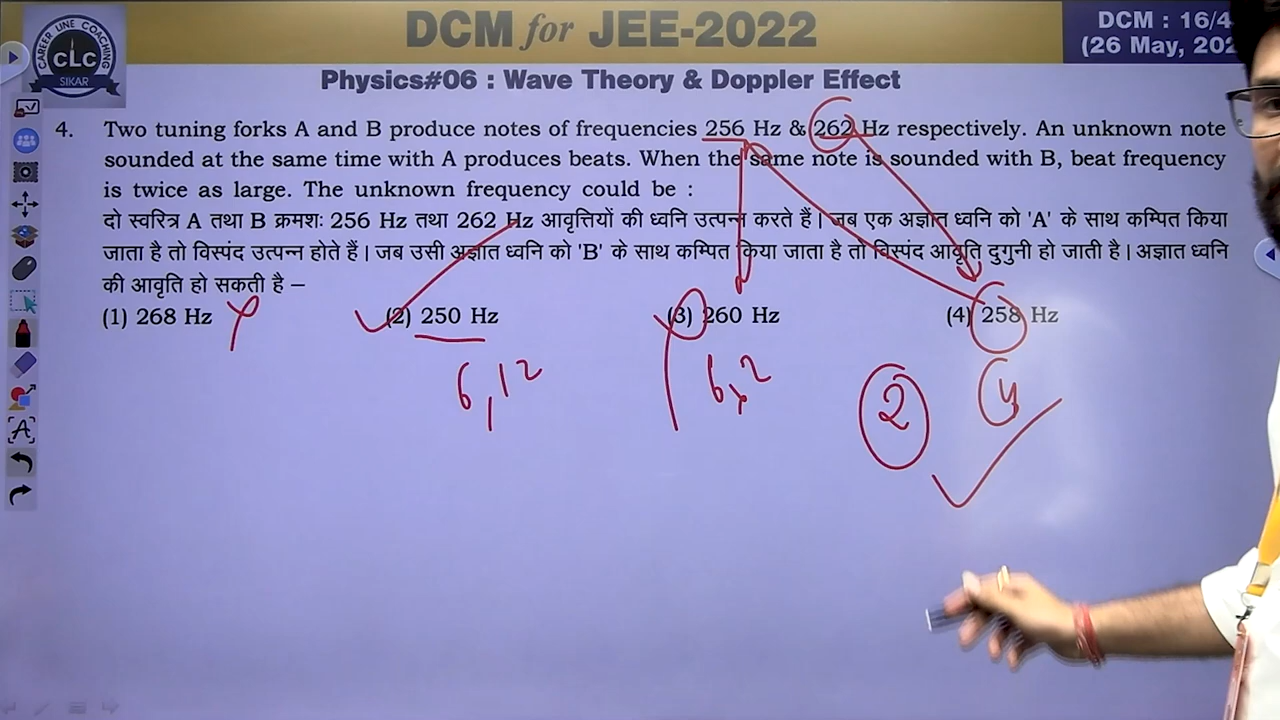 DCM for JEE-2022
DCM : 16/4
(26 May, 202
CAREER LINE COACHING
CLC
SIKAR
Physics#06 : Wave Theory & Doppler Effect
4. Two tuning forks A and B produce notes of frequencies 256 Hz & 262 Hz respectively. An unknown note
sounded at the same time with A produces beats. When the same note is sounded with B, beat frequency
is twice as large. The unknown frequency could be :
दो स्वरित्र A तथा B क्रमशः 256 Hz तथा 262 Hz आवृत्तियों की ध्वनि उत्पन्न करते हैं। जब एक अज्ञात ध्वनि को 'A' के साथ कम्पित किया
जाता है तो विस्पंद उत्पन्न होते हैं। जब उसी अज्ञात ध्वनि को 'B' के साथ कम्पित किया जाता है तो विस्पंद आवृति दुगुनी हो जाती है। अज्ञात ध्वनि
की आवृति हो सकती है –
(1) 268 Hz (2) 250 Hz (3) 260 Hz (4) 258 Hz
6, 12 6, 2 2 4